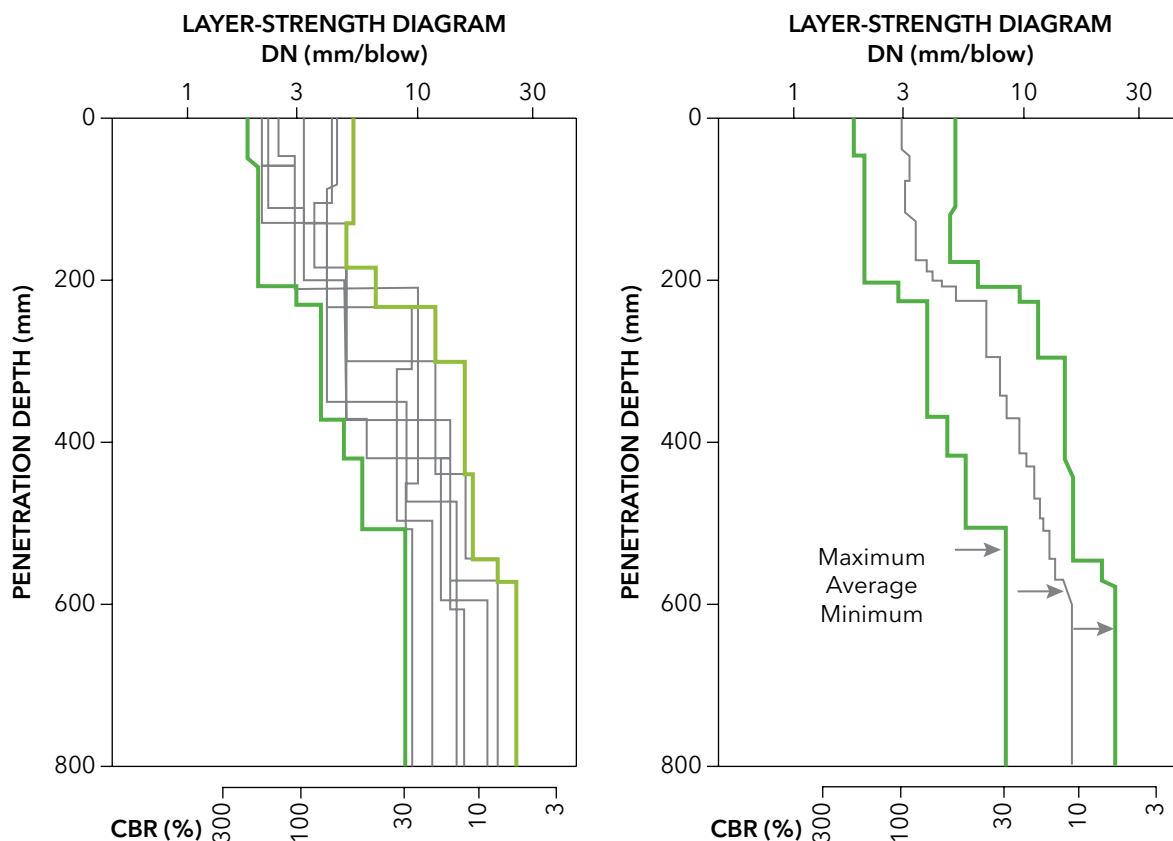 LAYER-STRENGTH DIAGRAM
DN (mm/blow)
1 3 10 30
0
200
400
600
800
PENETRATION DEPTH (mm)
CBR (%)
300 100 30 10 3
LAYER-STRENGTH DIAGRAM
DN (mm/blow)
1 3 10 30
0
200
400
600
800
PENETRATION DEPTH (mm)
Maximum
Average
Minimum
CBR (%)
300 100 30 10 3